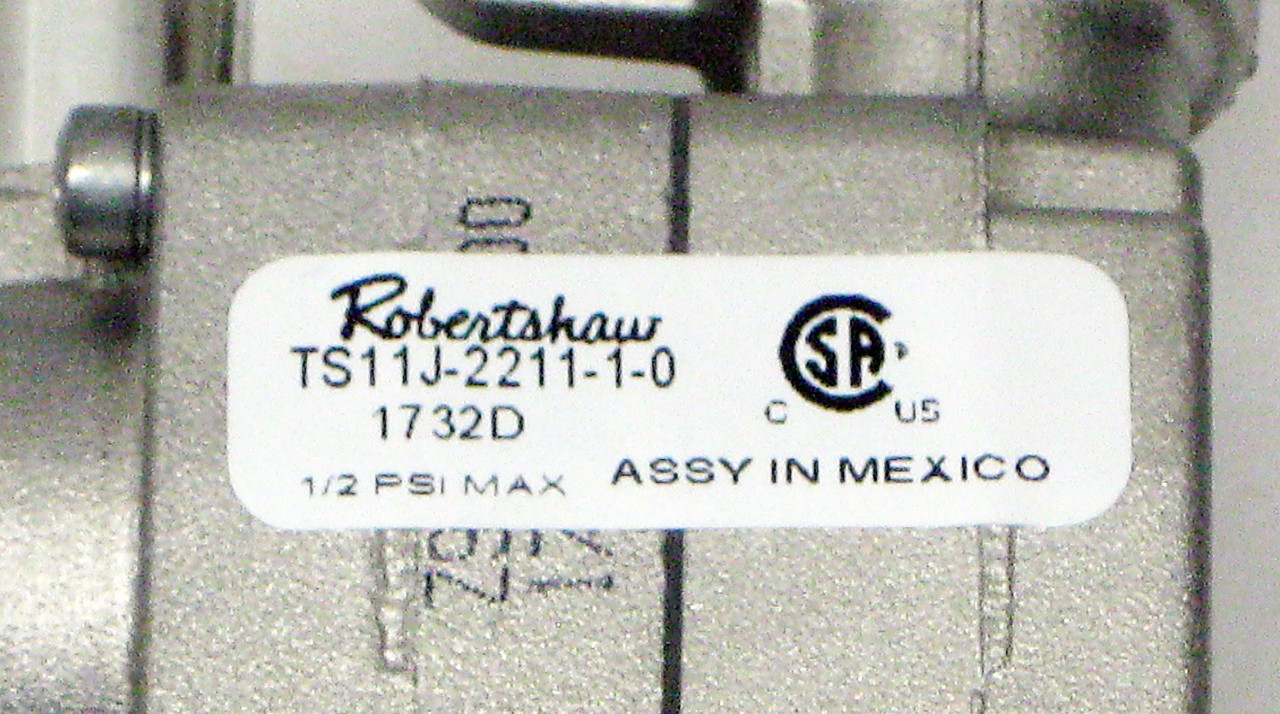 Robertshaw
TS11J-2211-1-0
1732D
1/2 PSI MAX
CSA
C US
ASSY IN MEXICO